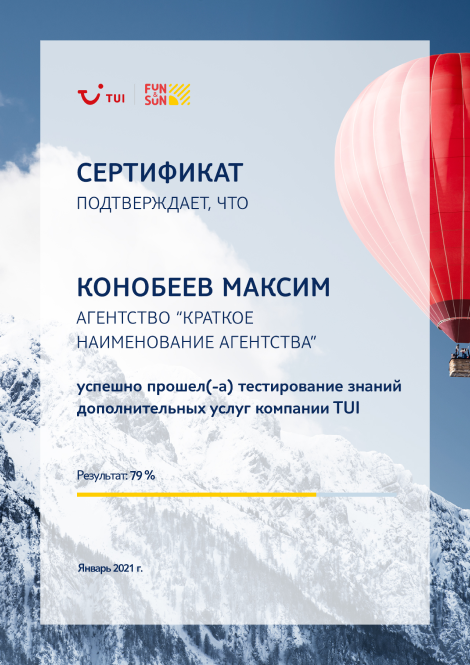 TUI
FUN
& SUN
СЕРТИФИКАТ
ПОДТВЕРЖДАЕТ, ЧТО
КОНОБЕЕВ МАКСИМ
АГЕНТСТВО “КРАТКОЕ
НАИМЕНОВАНИЕ АГЕНТСТВА”
успешно прошел(-а) тестирование знаний
дополнительных услуг компании TUI
Результат: 79 %
Январь 2021 г.